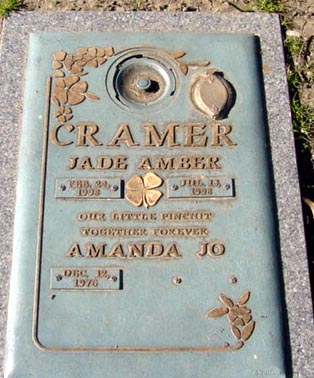 CRAMER
JADE AMBER
FEB. 24, 1998 JUL. 13, 1998
OUR LITTLE PINCHIT
TOGETHER FOREVER
AMANDA JO
DEC. 12, 1976